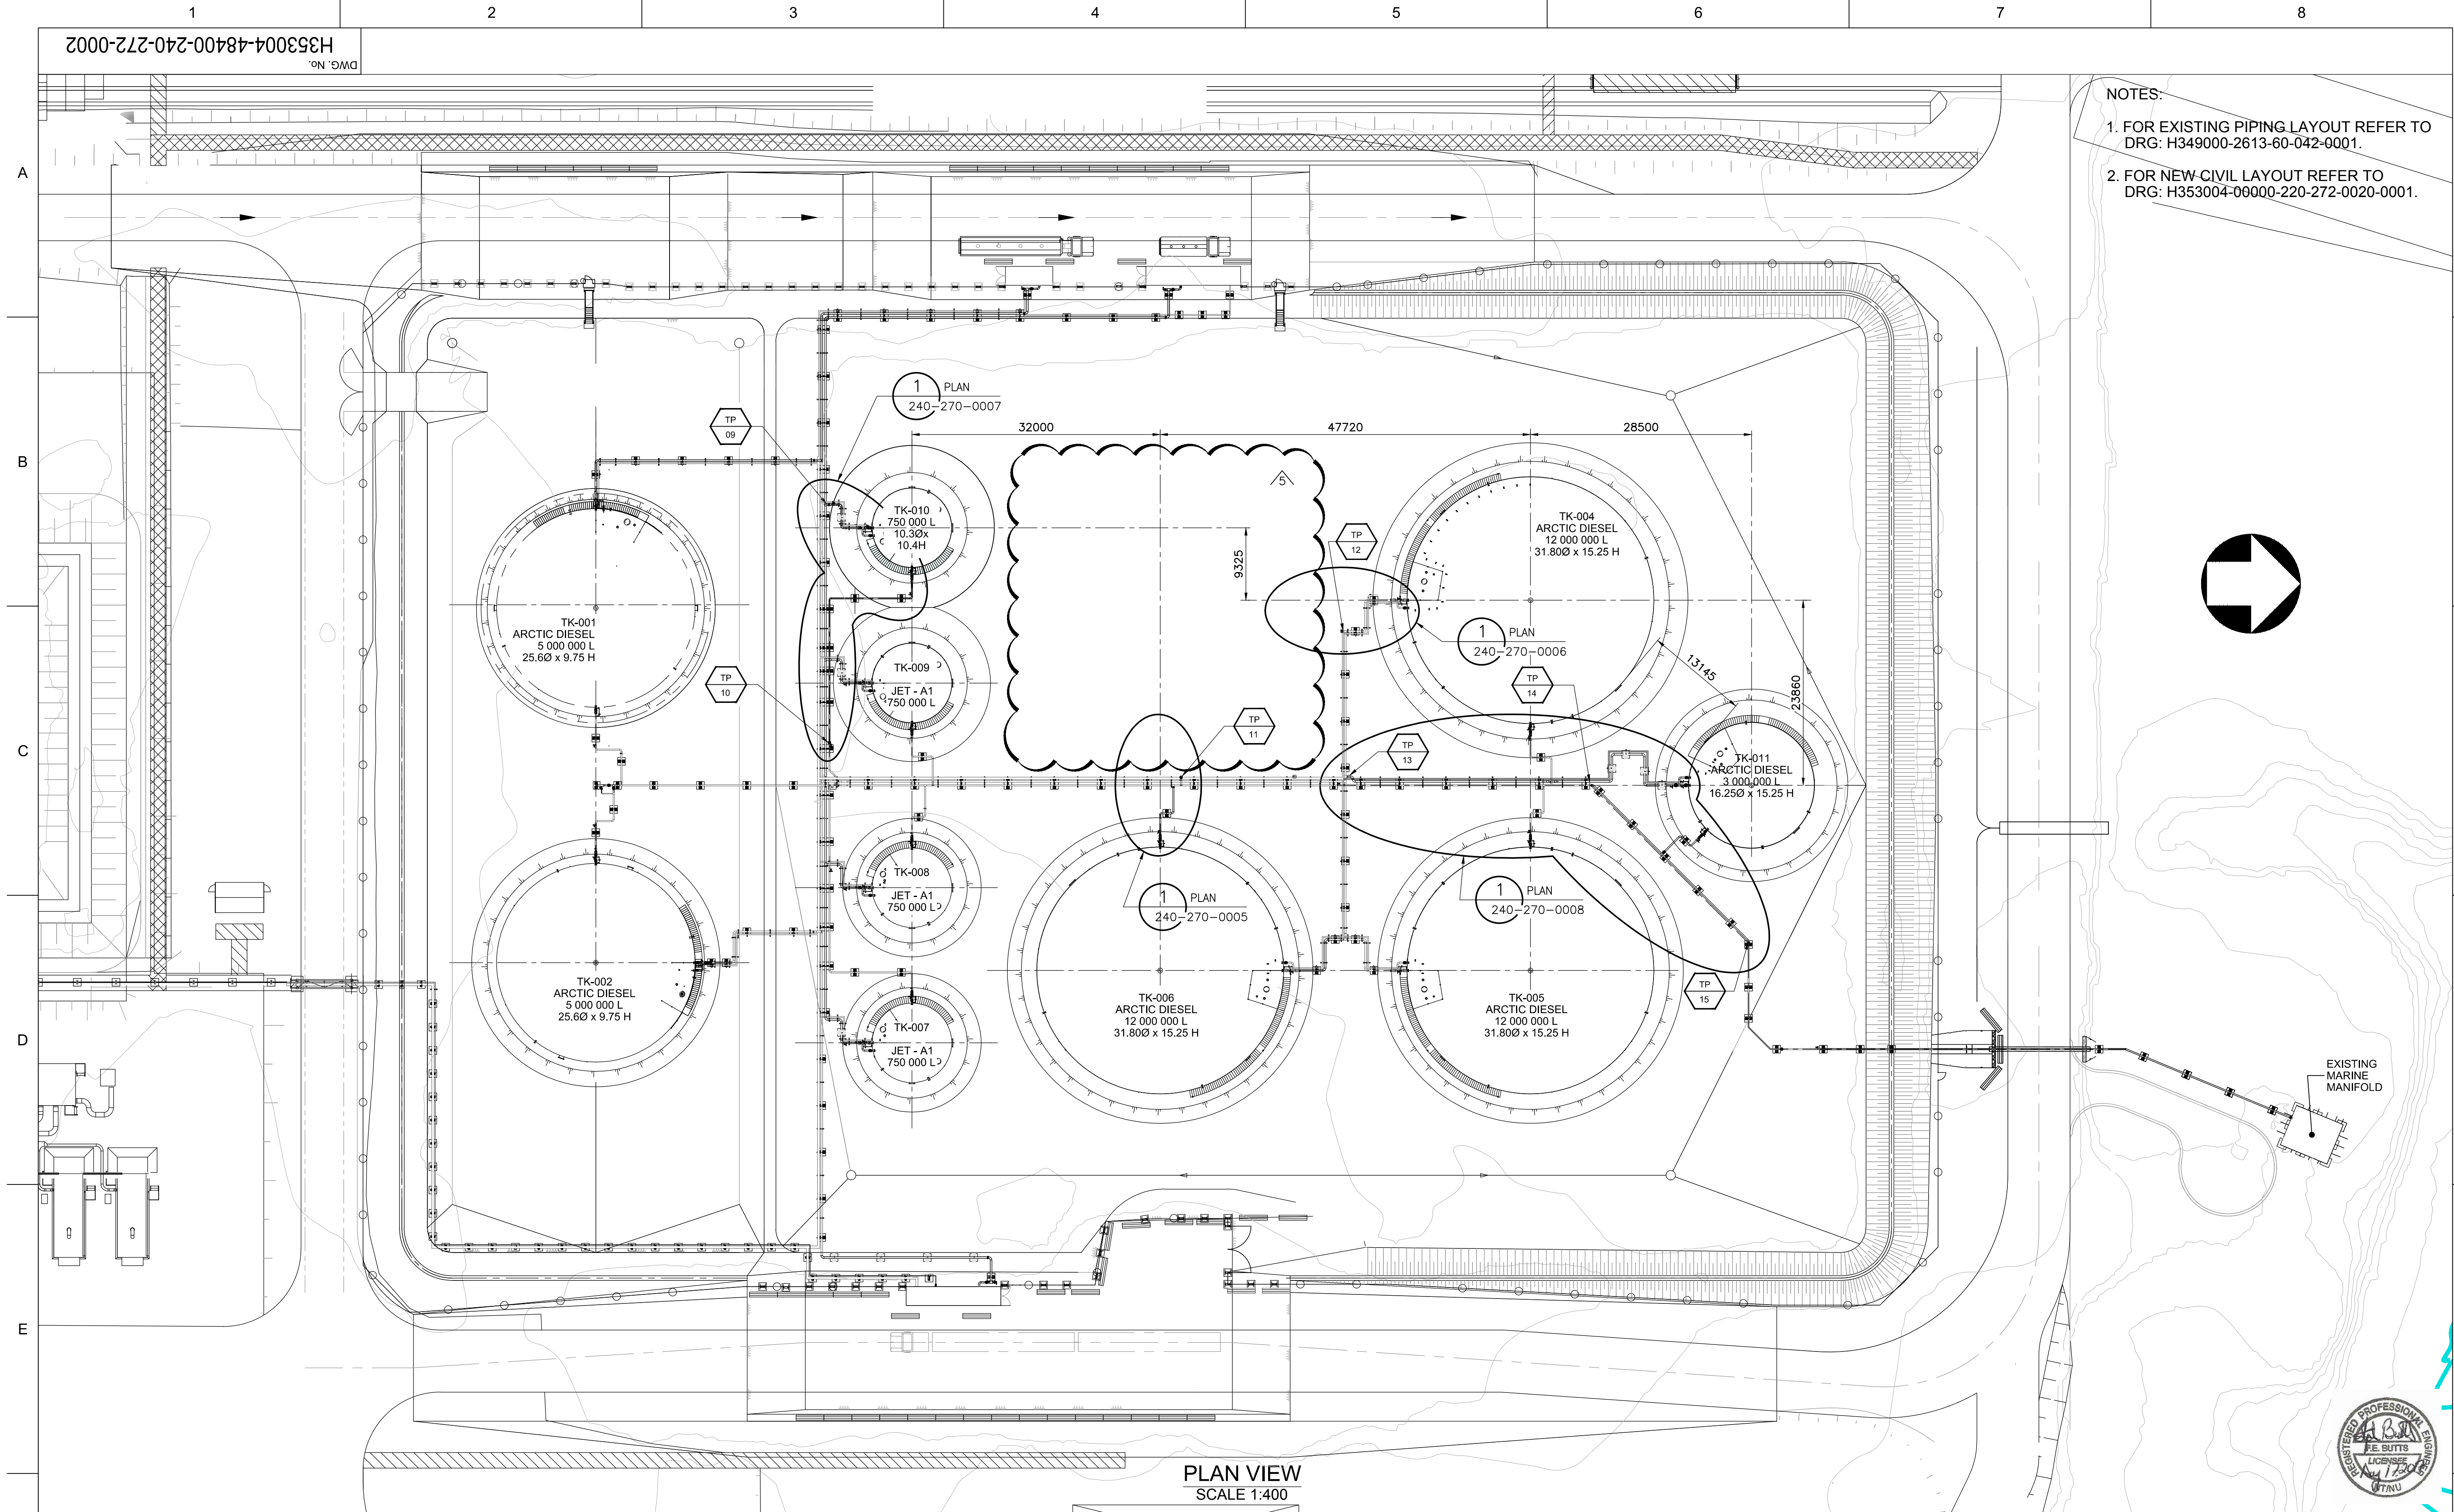 1 2 3 4 5 6 7 8
DWG. No.
H353004-48400-240-272-0002
NOTES:
1. FOR EXISTING PIPING LAYOUT REFER TO
DRG: H349000-2613-60-042-0001.
2. FOR NEW CIVIL LAYOUT REFER TO
DRG: H353004-00000-220-272-0020-0001.
A
B
C
D
E
1 PLAN
240-270-0007
TP
09
32000
47720
28500
5
TK-010
750 000 L
10.3Øx
10.4H
9325
TP
12
TK-004
ARCTIC DIESEL
12 000 000 L
31.80Ø x 15.25 H
TK-001
ARCTIC DIESEL
5 000 000 L
25.6Ø x 9.75 H
1 PLAN
240-270-0006
TK-009
JET - A1
750 000 L
TP
10
TP
14
13145
23860
TP
11
TP
13
TK-011
ARCTIC DIESEL
3 000 000 L
16.25Ø x 15.25 H
TK-008
JET - A1
750 000 L
1 PLAN
240-270-0005
1 PLAN
240-270-0008
TK-002
ARCTIC DIESEL
5 000 000 L
25.6Ø x 9.75 H
TK-007
JET - A1
750 000 L
TK-006
ARCTIC DIESEL
12 000 000 L
31.80Ø x 15.25 H
TK-005
ARCTIC DIESEL
12 000 000 L
31.80Ø x 15.25 H
TP
15
EXISTING
MARINE
MANIFOLD
PLAN VIEW
SCALE 1:400
REGISTERED PROFESSIONAL ENGINEER
F.E. BUTTS
LICENSEE
NT/NU